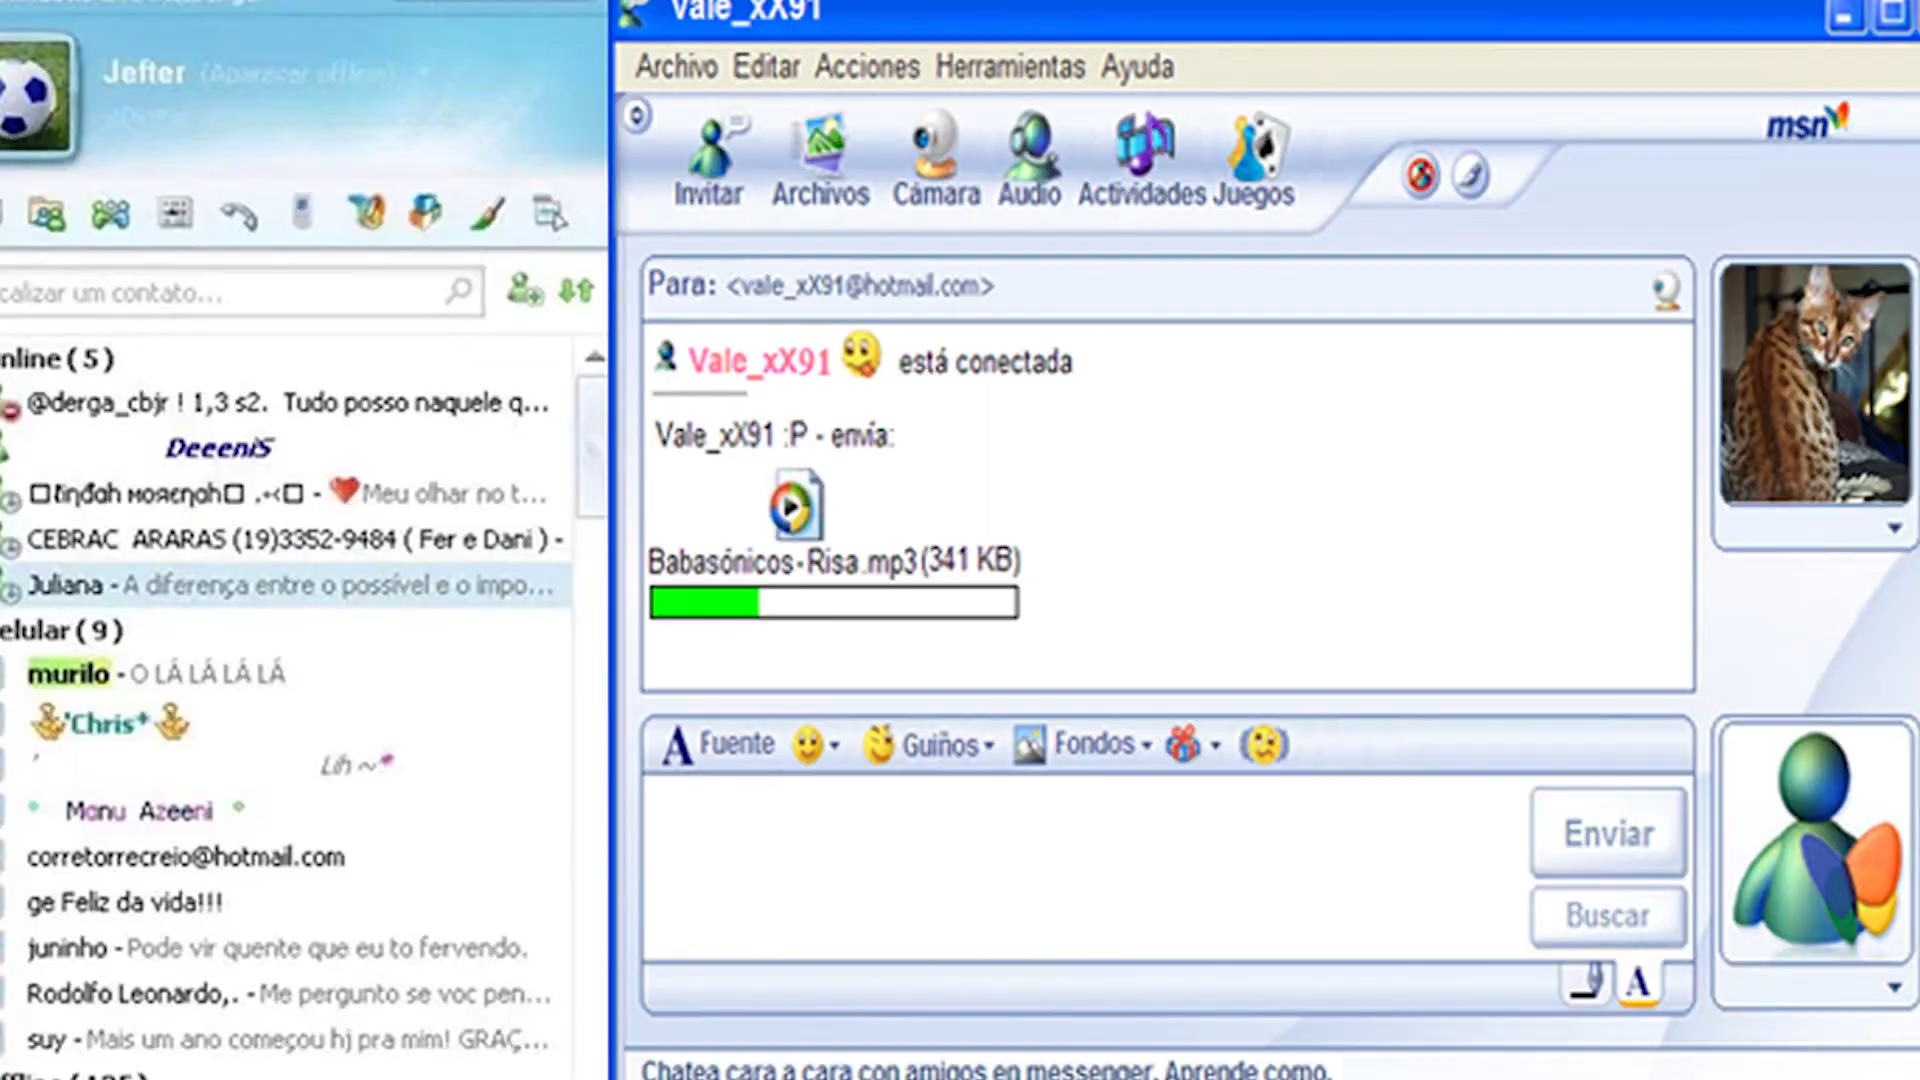 Jefter (Aparecer offline)
calizar um contato...
nline ( 5 )
@derga_cbjr ! 1,3 s2. Tudo posso naquele q...
DeeeniS
Meu olhar no t...
CEBRAC ARARAS (19)3352-9484 ( Fer e Dani ) -
Juliana - A diferença entre o possível e o impo...
elular ( 9 )
murilo - O LÁ LÁ LÁ LÁ
'Chris*
Lih ~
Manu Azeeni
corretorrecreio@hotmail.com
ge Feliz da vida!!!
juninho - Pode vir quente que eu to fervendo.
Rodolfo Leonardo,. - Me pergunto se voc pen...
suy - Mais um ano começou hj pra mim! GRAÇ...
Vale_xX91
Archivo Editar Acciones Herramientas Ayuda
msn
Invitar Archivos Cámara Audio Actividades Juegos
Para: <vale_xX91@hotmail.com>
Vale_xX91 está conectada
Vale_xX91 :P - envía:
Babasónicos-Risa.mp3(341 KB)
A Fuente Guiños Fondos
Enviar
Buscar
A
Chatea cara a cara con amigos en messenger. Aprende como.